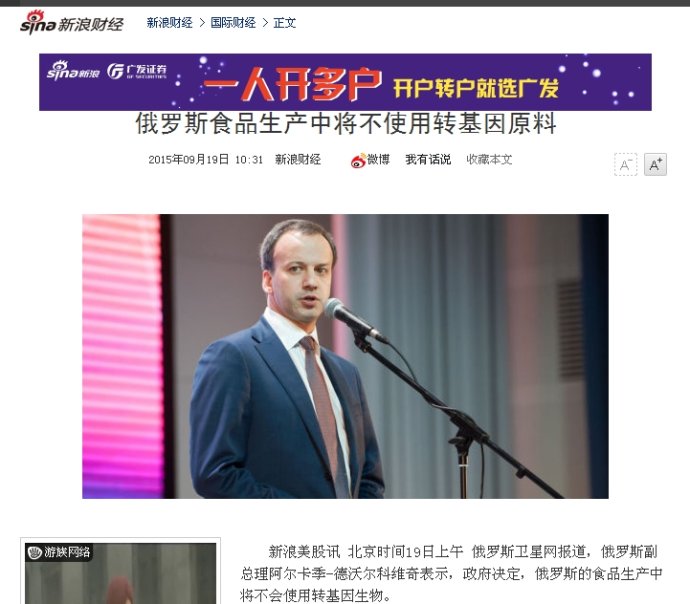 sina新浪财经 新浪财经 > 国际财经 > 正文
sina新浪 广发证券 GF SECURITIES 一人开多户 开户转户就选广发
俄罗斯食品生产中将不使用转基因原料
2015年09月19日 10:31 新浪财经 微博 我有话说 收藏本文 A- A+
新浪美股讯 北京时间19日上午 俄罗斯卫星网报道，俄罗斯副
总理阿尔卡季-德沃尔科维奇表示，政府决定，俄罗斯的食品生产中
将不会使用转基因生物。
游族网络